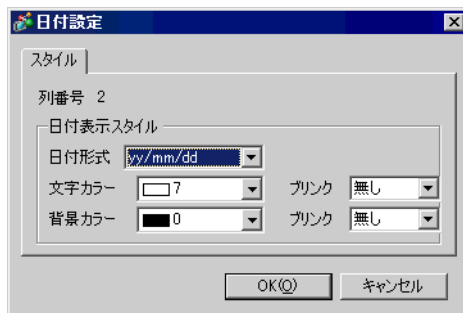 日付設定
スタイル
列番号 2
日付表示スタイル
日付形式 yy/mm/dd
文字カラー 7 ブリンク 無し
背景カラー 0 ブリンク 無し
OK(O) キャンセル